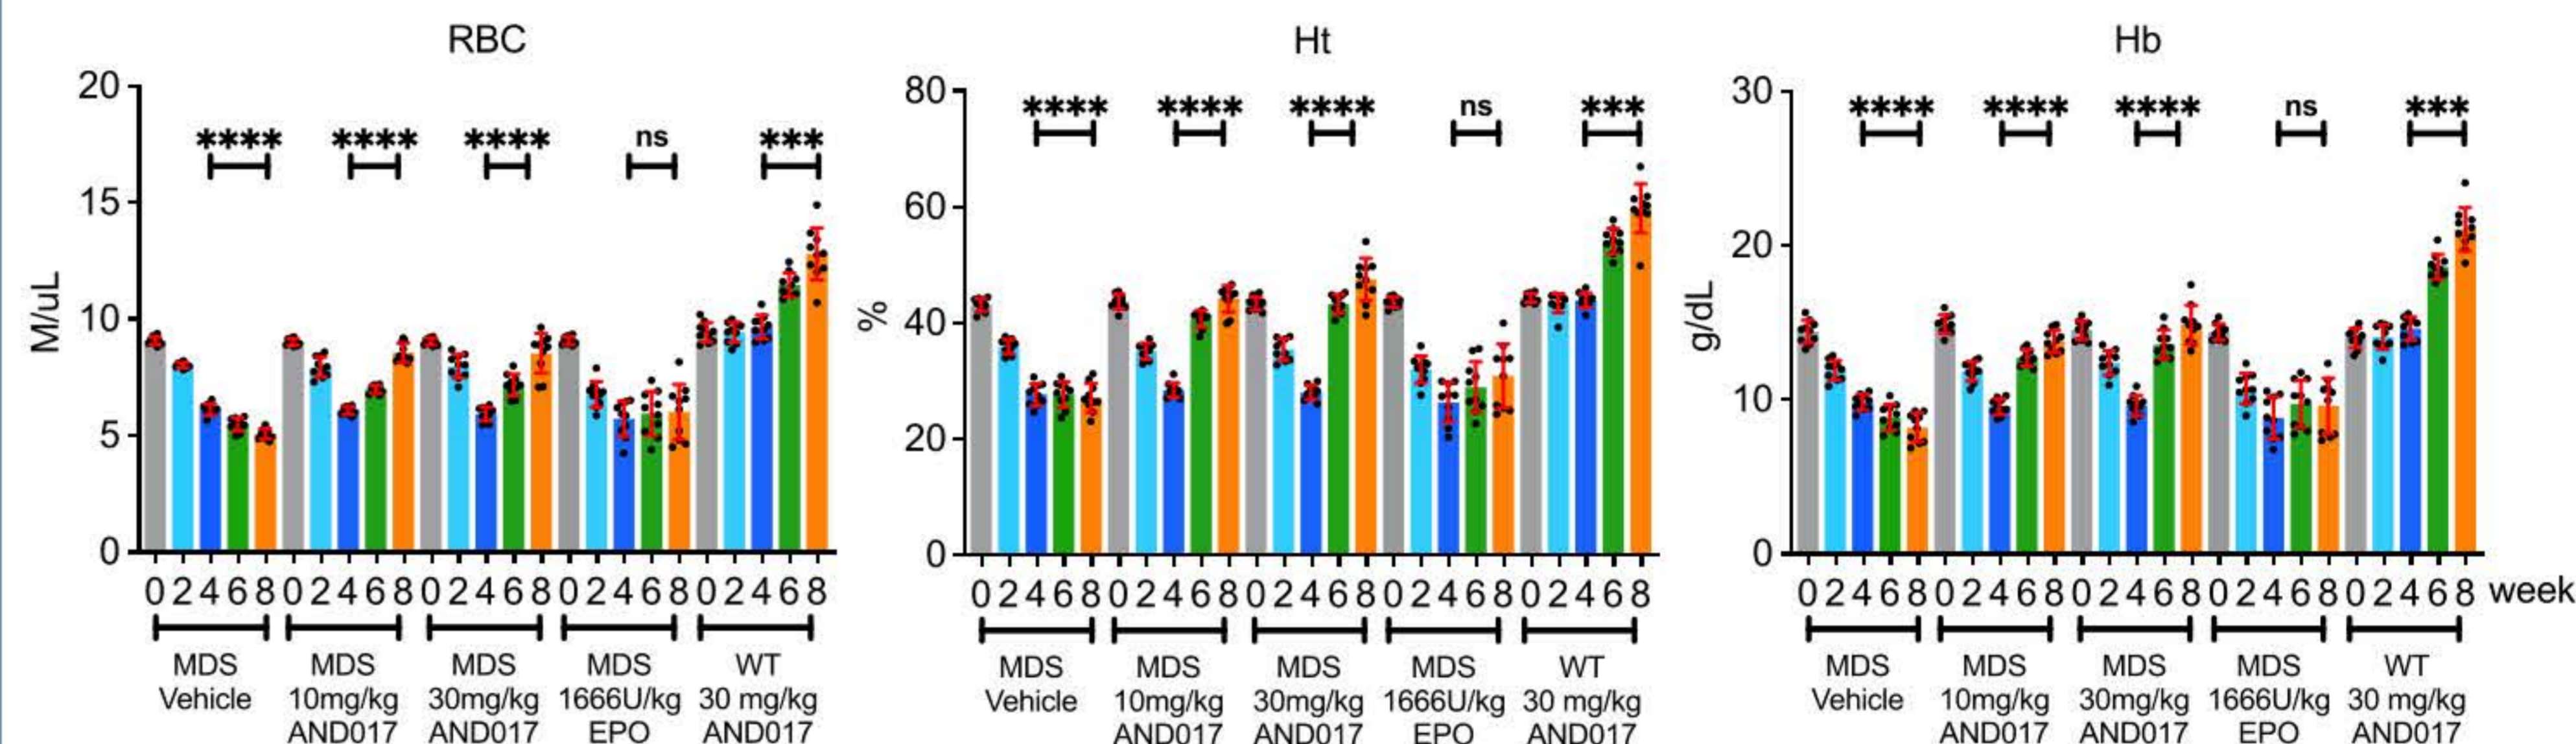 RBC
20
15
10
5
0
M/uL
**** **** **** ns ***
0 2 4 6 8 0 2 4 6 8 0 2 4 6 8 0 2 4 6 8 0 2 4 6 8
MDS Vehicle
MDS 10mg/kg AND017
MDS 30mg/kg AND017
MDS 1666U/kg EPO
WT 30 mg/kg AND017
Ht
80
60
40
20
0
%
**** **** **** ns ***
0 2 4 6 8 0 2 4 6 8 0 2 4 6 8 0 2 4 6 8 0 2 4 6 8
MDS Vehicle
MDS 10mg/kg AND017
MDS 30mg/kg AND017
MDS 1666U/kg EPO
WT 30 mg/kg AND017
Hb
30
20
10
0
g/dL
**** **** **** ns ***
0 2 4 6 8 0 2 4 6 8 0 2 4 6 8 0 2 4 6 8 0 2 4 6 8 week
MDS Vehicle
MDS 10mg/kg AND017
MDS 30mg/kg AND017
MDS 1666U/kg EPO
WT 30 mg/kg AND017